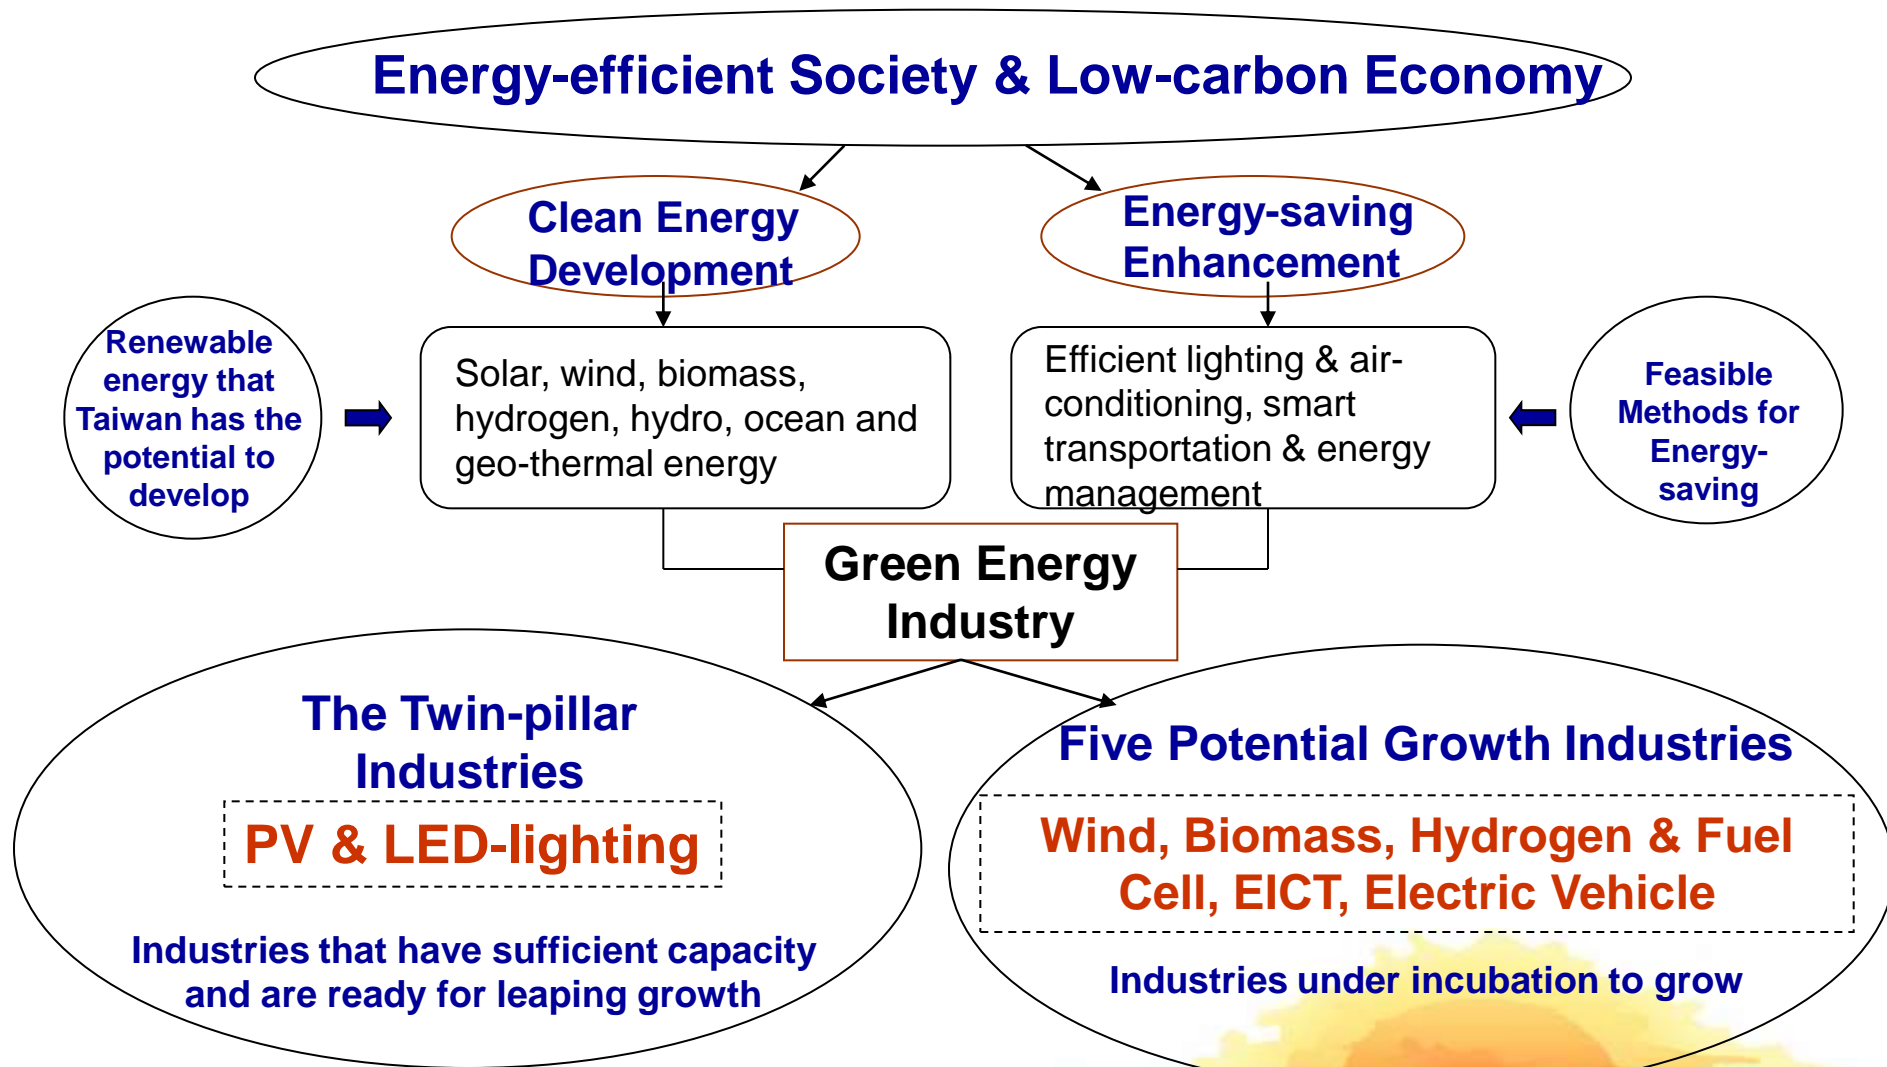 Energy-efficient Society & Low-carbon Economy
Clean Energy
Development
Energy-saving
Enhancement
Renewable
energy that
Taiwan has the
potential to
develop
Solar, wind, biomass,
hydrogen, hydro, ocean and
geo-thermal energy
Efficient lighting & air-
conditioning, smart
transportation & energy
management
Feasible
Methods for
Energy-
saving
Green Energy
Industry
The Twin-pillar
Industries
PV & LED-lighting
Industries that have sufficient capacity
and are ready for leaping growth
Five Potential Growth Industries
Wind, Biomass, Hydrogen & Fuel
Cell, EICT, Electric Vehicle
Industries under incubation to grow